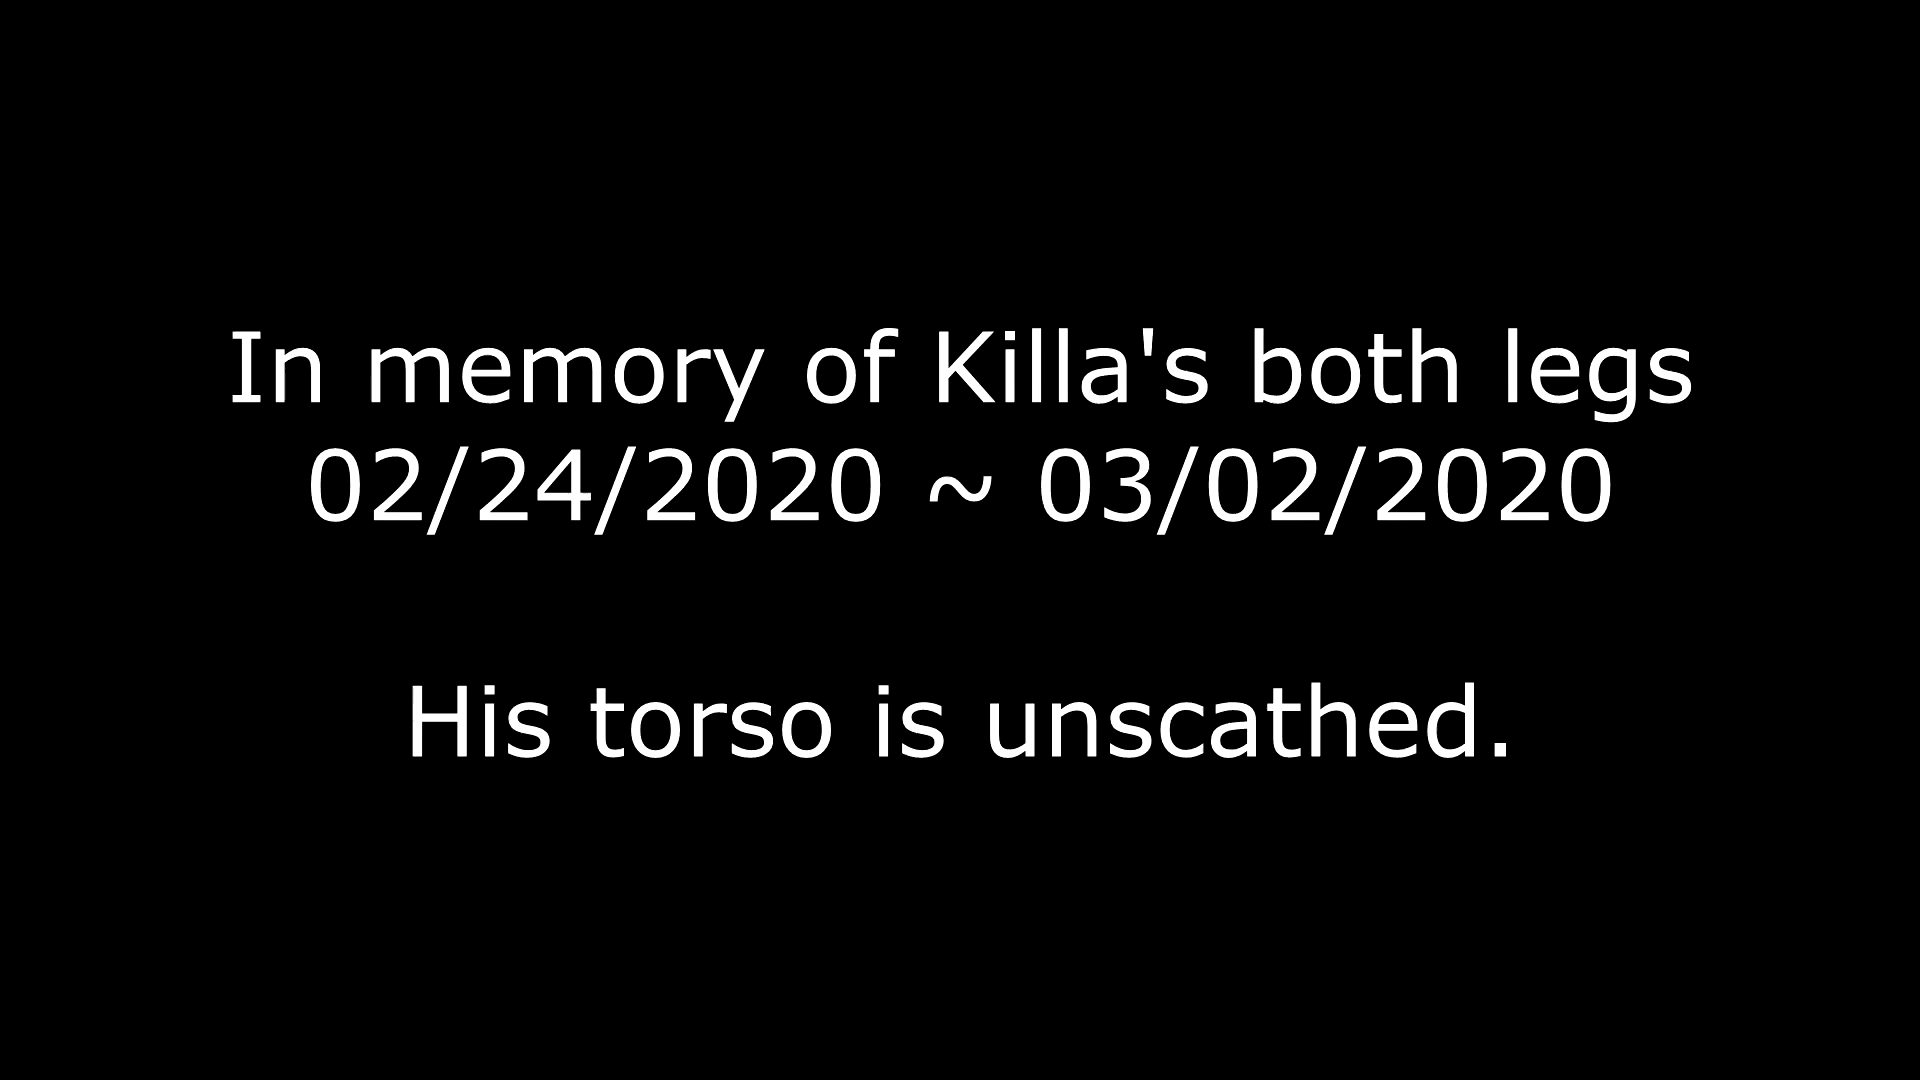 In memory of Killa's both legs
02/24/2020 ~ 03/02/2020
His torso is unscathed.